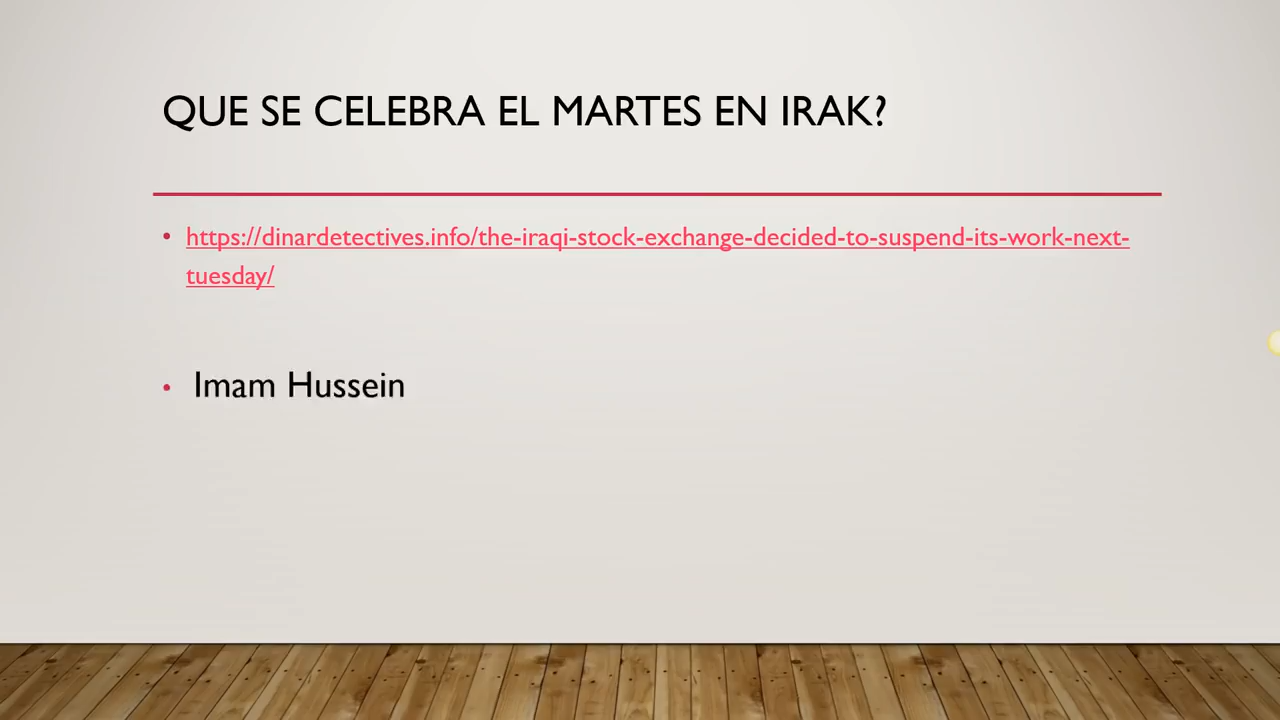 QUE SE CELEBRA EL MARTES EN IRAK?
• https://dinardetectives.info/the-iraqi-stock-exchange-decided-to-suspend-its-work-next-
tuesday/
• Imam Hussein